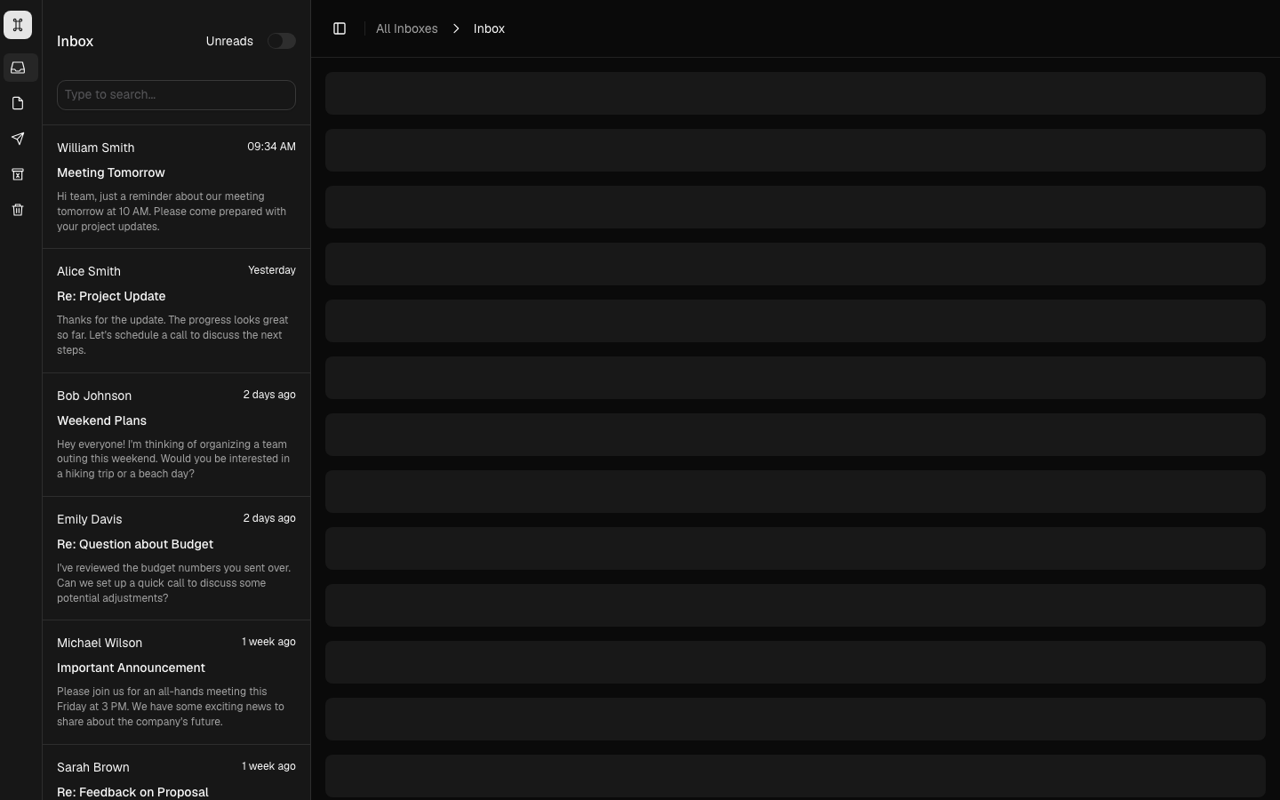 Inbox
Unreads
Type to search...
William Smith
09:34 AM
Meeting Tomorrow
Hi team, just a reminder about our meeting
tomorrow at 10 AM. Please come prepared with
your project updates.
Alice Smith
Yesterday
Re: Project Update
Thanks for the update. The progress looks great
so far. Let's schedule a call to discuss the next
steps.
Bob Johnson
2 days ago
Weekend Plans
Hey everyone! I'm thinking of organizing a team
outing this weekend. Would you be interested in
a hiking trip or a beach day?
Emily Davis
2 days ago
Re: Question about Budget
I've reviewed the budget numbers you sent over.
Can we set up a quick call to discuss some
potential adjustments?
Michael Wilson
1 week ago
Important Announcement
Please join us for an all-hands meeting this
Friday at 3 PM. We have some exciting news to
share about the company's future.
Sarah Brown
1 week ago
Re: Feedback on Proposal
All Inboxes
Inbox